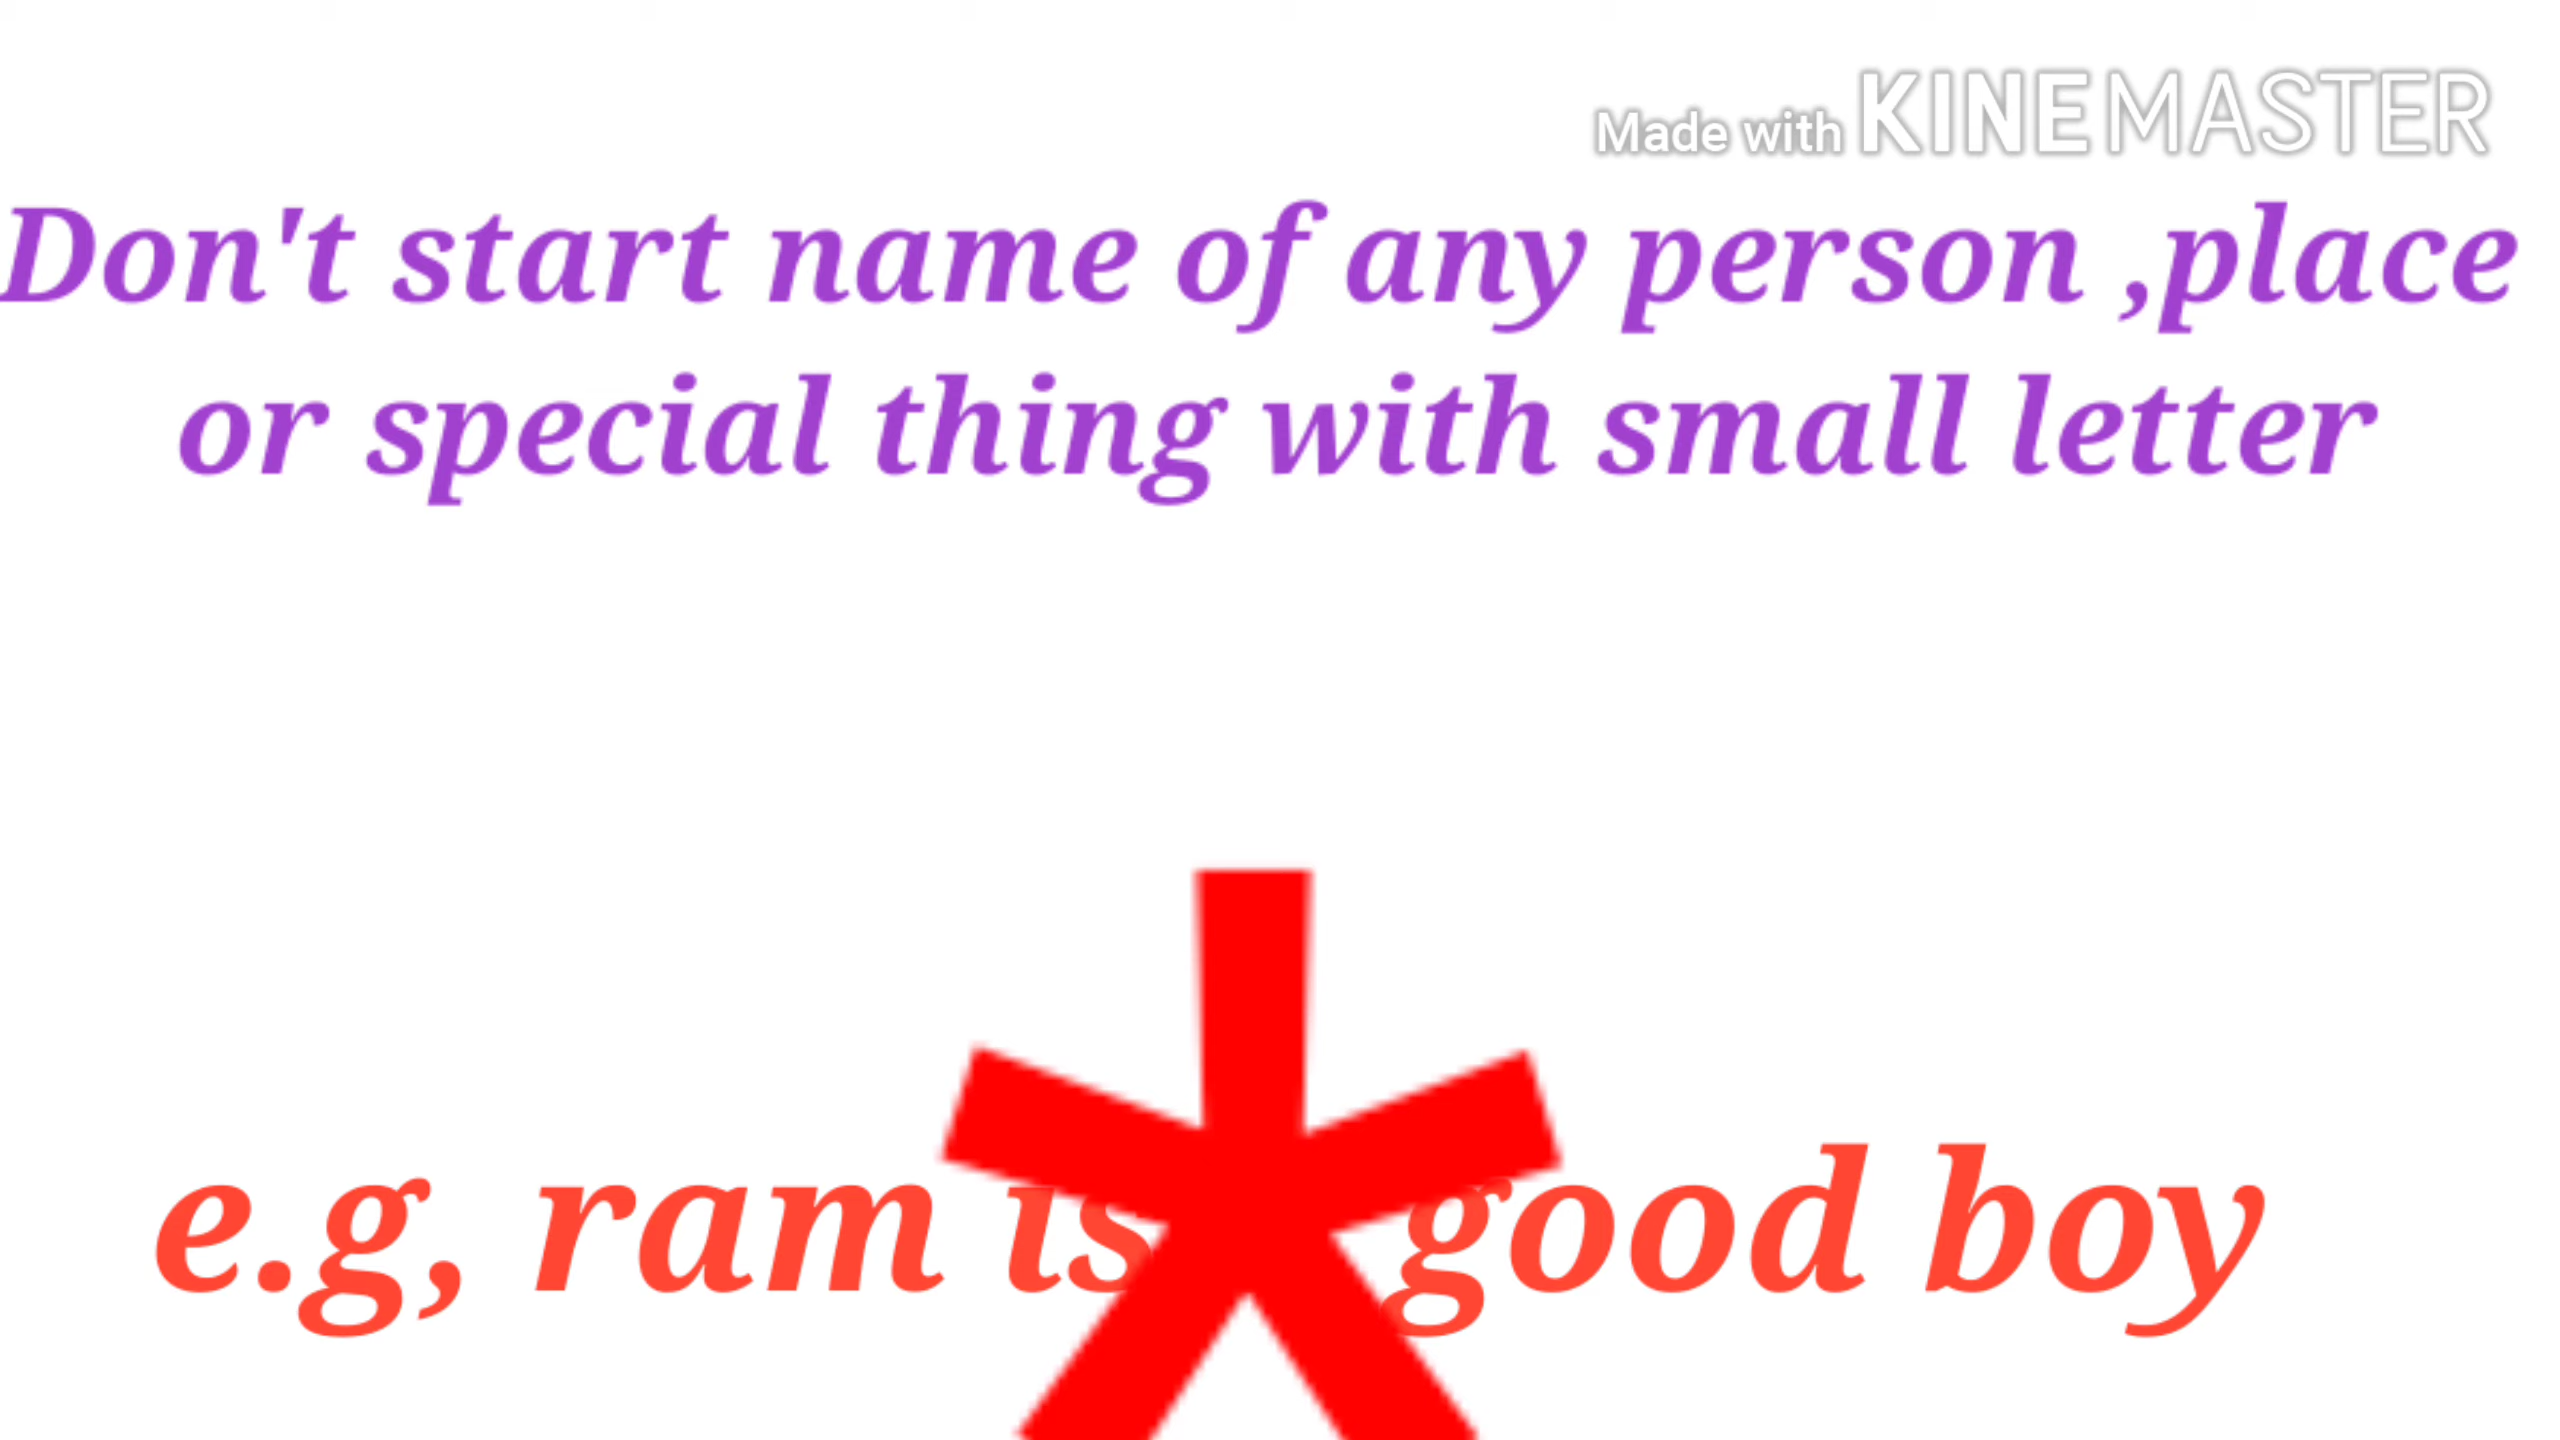 Made with KINEMASTER
Don't start name of any person ,place
or special thing with small letter
e.g, ram is good boy